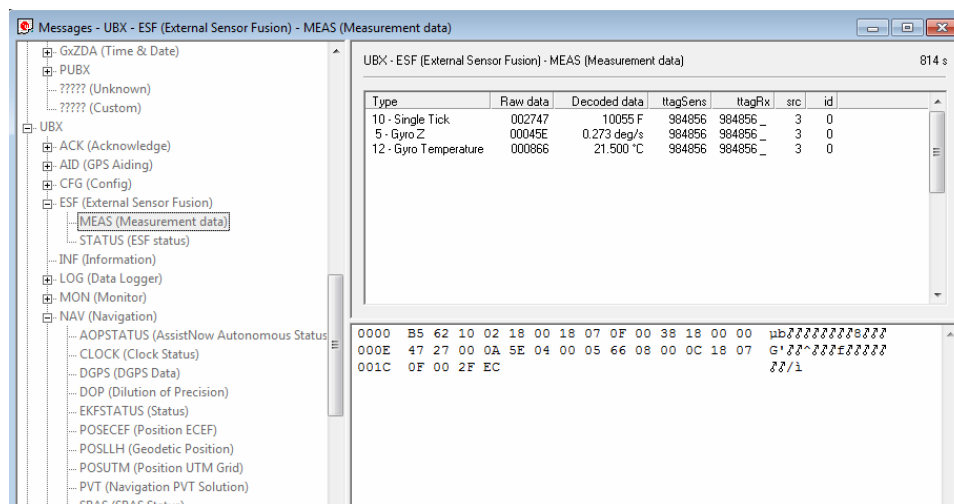 Messages - UBX - ESF (External Sensor Fusion) - MEAS (Measurement data)
GxZDA (Time & Date)
PUBX
????? (Unknown)
????? (Custom)
UBX
ACK (Acknowledge)
AID (GPS Aiding)
CFG (Config)
ESF (External Sensor Fusion)
MEAS (Measurement data)
STATUS (ESF status)
INF (Information)
LOG (Data Logger)
MON (Monitor)
NAV (Navigation)
AOPSTATUS (AssistNow Autonomous Status
CLOCK (Clock Status)
DGPS (DGPS Data)
DOP (Dilution of Precision)
EKFSTATUS (Status)
POSECEF (Position ECEF)
POSLLH (Geodetic Position)
POSUTM (Position UTM Grid)
PVT (Navigation PVT Solution)
SBAS (SBAS Status)
UBX - ESF (External Sensor Fusion) - MEAS (Measurement data) 814 s
Type Raw data Decoded data ttagSens ttagRx src id
10 - Single Tick 002747 10055 F 984856 984856 _ 3 0
5 - Gyro Z 00045E 0.273 deg/s 984856 984856 _ 3 0
12 - Gyro Temperature 000866 21.500 °C 984856 984856 _ 3 0
0000 B5 62 10 02 18 00 18 07 0F 00 38 18 00 00
000E 47 27 00 0A 5E 04 00 05 66 08 00 0C 18 07
001C 0F 00 2F EC